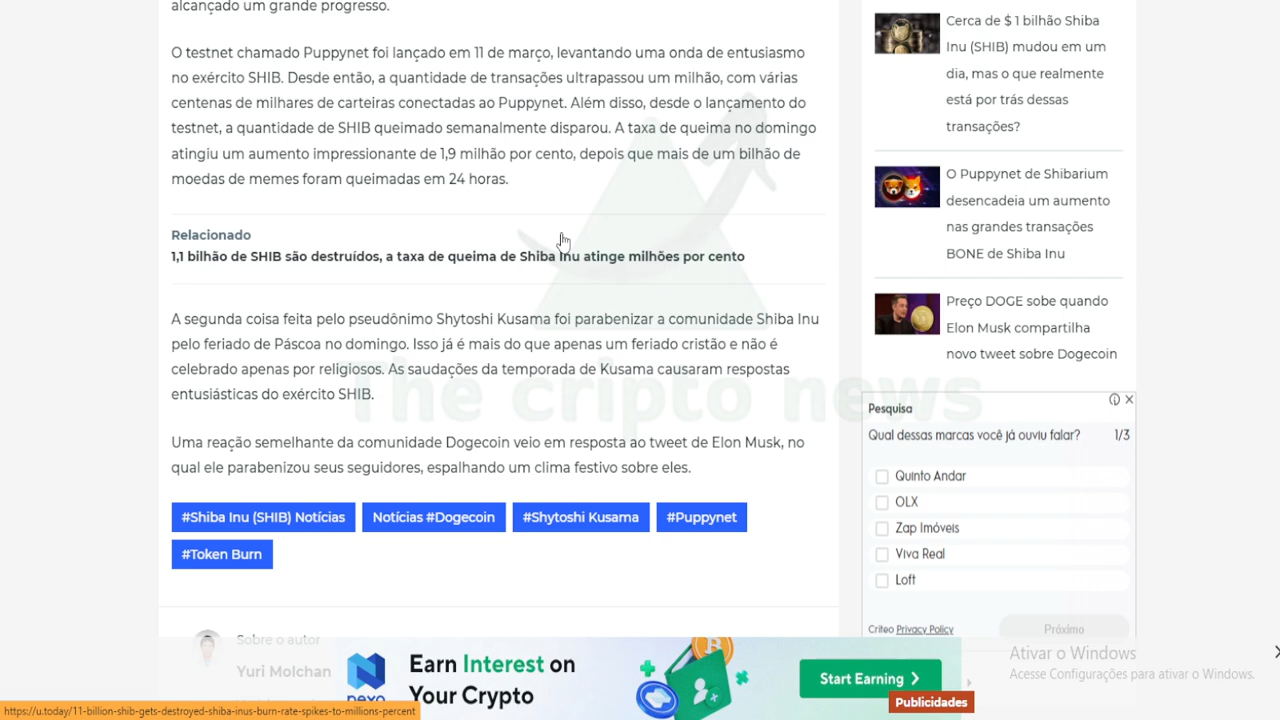 alcançado um grande progresso.
O testnet chamado Puppynet foi lançado em 11 de março, levantando uma onda de entusiasmo
no exército SHIB. Desde então, a quantidade de transações ultrapassou um milhão, com várias
centenas de milhares de carteiras conectadas ao Puppynet. Além disso, desde o lançamento do
testnet, a quantidade de SHIB queimado semanalmente disparou. A taxa de queima no domingo
atingiu um aumento impressionante de 1,9 milhão por cento, depois que mais de um bilhão de
moedas de memes foram queimadas em 24 horas.
Relacionado
1,1 bilhão de SHIB são destruídos, a taxa de queima de Shiba Inu atinge milhões por cento
A segunda coisa feita pelo pseudônimo Shytoshi Kusama foi parabenizar a comunidade Shiba Inu
pelo feriado de Páscoa no domingo. Isso já é mais do que apenas um feriado cristão e não é
celebrado apenas por religiosos. As saudações da temporada de Kusama causaram respostas
entusiásticas do exército SHIB.
The cripto news
Uma reação semelhante da comunidade Dogecoin veio em resposta ao tweet de Elon Musk, no
qual ele parabenizou seus seguidores, espalhando um clima festivo sobre eles.
#Shiba Inu (SHIB) Notícias
Notícias #Dogecoin
#Shytoshi Kusama
#Puppynet
#Token Burn
Sobre o autor
Yuri Molchan
Cerca de $ 1 bilhão Shiba
Inu (SHIB) mudou em um
dia, mas o que realmente
está por trás dessas
transações?
O Puppynet de Shibarium
desencadeia um aumento
nas grandes transações
BONE de Shiba Inu
Preço DOGE sobe quando
Elon Musk compartilha
novo tweet sobre Dogecoin
Pesquisa
Qual dessas marcas você já ouviu falar? 1/3
Quinto Andar
OLX
Zap Imóveis
Viva Real
Loft
Criteo Privacy Policy
Próximo
Ativar o Windows
Acesse Configurações para ativar o Windows.
nexo
Earn Interest on
Your Crypto
Start Earning
Publicidades
https://u.today/11-billion-shib-gets-destroyed-shiba-inus-burn-rate-spikes-to-millions-percent